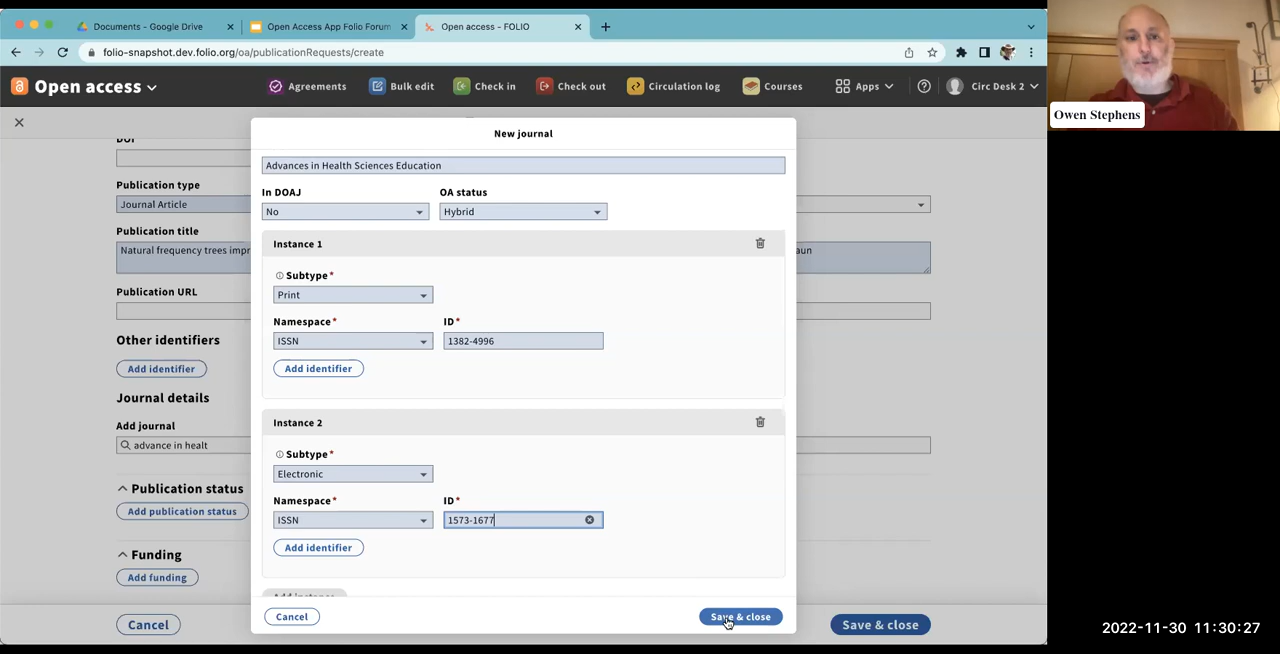 Documents - Google Drive
Open Access App Folio Forum
Open access - FOLIO
folio-snapshot.dev.folio.org/oa/publicationRequests/create
Open access
Agreements
Bulk edit
Check in
Check out
Circulation log
Courses
Apps
Circ Desk 2
Owen Stephens
New journal
Advances in Health Sciences Education
In DOAJ
OA status
No
Hybrid
Instance 1
Subtype*
Print
Namespace*
ID*
ISSN
1382-4996
Add identifier
Instance 2
Subtype*
Electronic
Namespace*
ID*
ISSN
1573-1677
Add identifier
Add instance
Cancel
Save & close
DOI
Publication type
Journal Article
Publication title
Natural frequency trees impr
aun
Publication URL
Other identifiers
Add identifier
Journal details
Add journal
advance in healt
Publication status
Add publication status
Funding
Add funding
Cancel
Save & close
2022-11-30 11:30:27